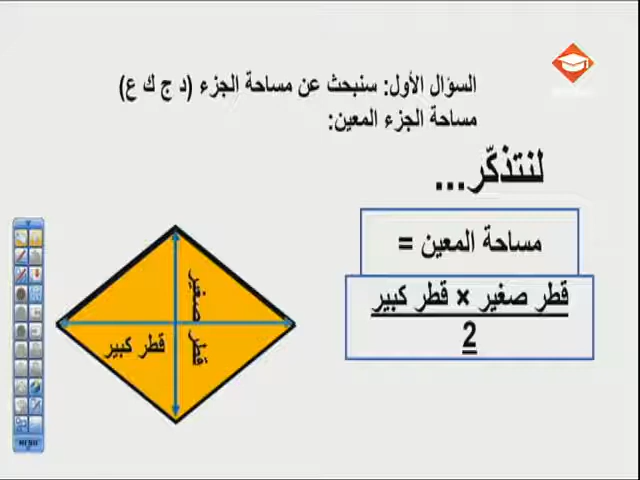 السؤال الأول: سنبحث عن مساحة الجزء (د ج ك ع)
مساحة الجزء المعين:
لنتذكّر...
مساحة المعين =
قطر صغير × قطر كبير
2
قطر صغير
قطر كبير
MENU